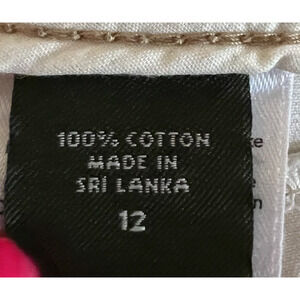 100% COTTON
MADE IN
SRI LANKA
12